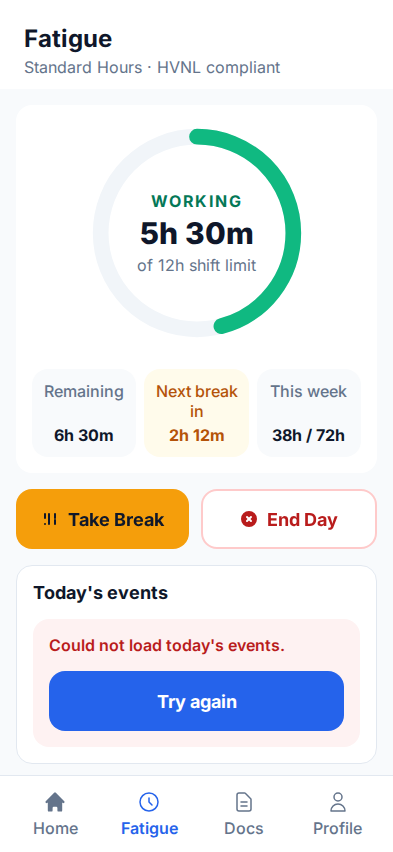 Fatigue
Standard Hours · HVNL compliant
WORKING
5h 30m
of 12h shift limit
Remaining
6h 30m
Next break
in
2h 12m
This week
38h / 72h
Take Break
End Day
Today's events
Could not load today's events.
Try again
Home
Fatigue
Docs
Profile